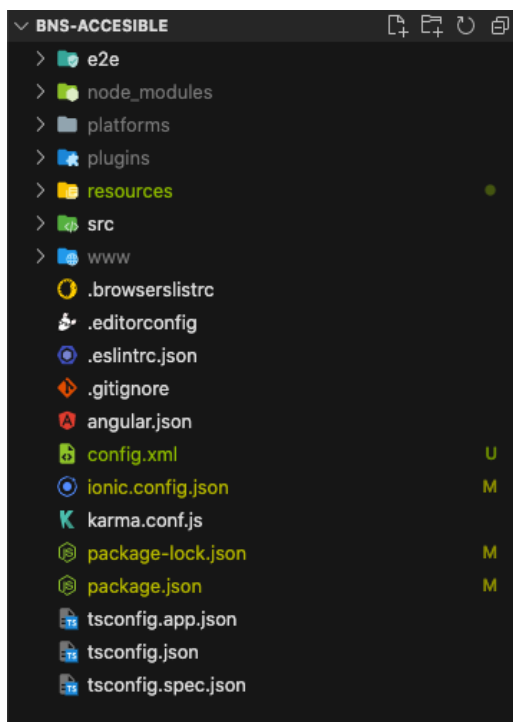 BNS-ACCESIBLE
e2e
node_modules
platforms
plugins
resources
src
www
.browserslistrc
.editorconfig
.eslintrc.json
.gitignore
angular.json
config.xml U
ionic.config.json M
karma.conf.js
package-lock.json M
package.json M
tsconfig.app.json
tsconfig.json
tsconfig.spec.json